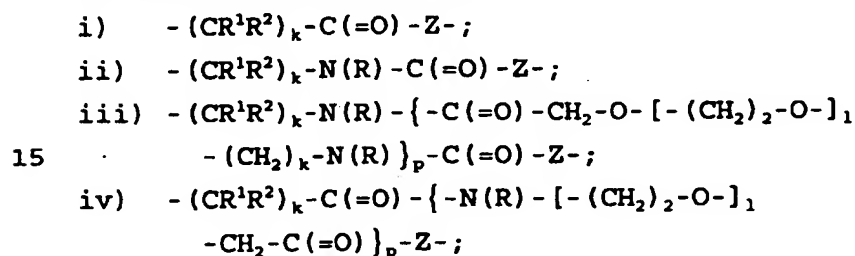 i) -(CR¹R²)ₖ-C(=O)-Z-;
ii) -(CR¹R²)ₖ-N(R)-C(=O)-Z-;
iii) -(CR¹R²)ₖ-N(R)-{-C(=O)-CH₂-O-[-(CH₂)₂-O-]₁
15 -(CH₂)ₖ-N(R)}ₚ-C(=O)-Z-;
iv) -(CR¹R²)ₖ-C(=O)-{-N(R)-[-(CH₂)₂-O-]₁
-CH₂-C(=O)}ₚ-Z-;